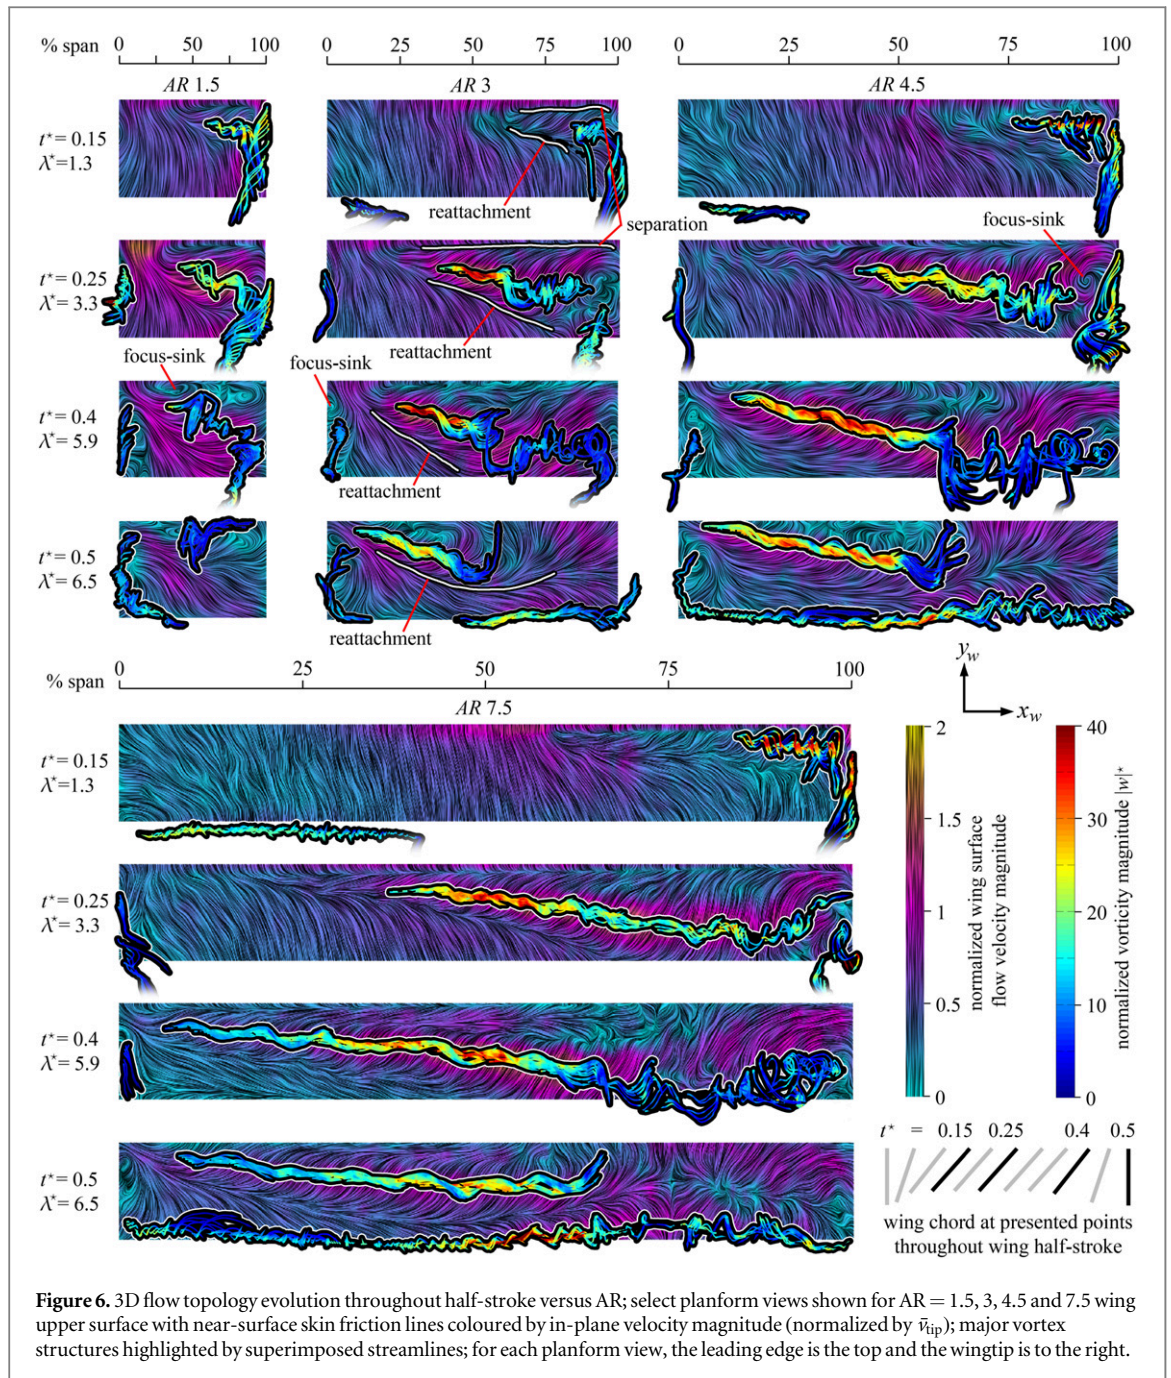 % span 0 50 100 0 25 50 75 100 0 25 50 75 100
AR 1.5 AR 3 AR 4.5
t* = 0.15
λ* =1.3
reattachment
separation
focus-sink
t* = 0.25
λ* = 3.3
reattachment
focus-sink
focus-sink
t* = 0.4
λ* = 5.9
reattachment
t* = 0.5
λ* = 6.5
reattachment
% span 0 25 50 75 100
AR 7.5
y_w
x_w
t* = 0.15
λ* =1.3
t* = 0.25
λ* = 3.3
t* = 0.4
λ* = 5.9
t* = 0.5
λ* = 6.5
2
1.5
1
0.5
0
normalized wing surface
flow velocity magnitude
40
30
20
10
0
normalized vorticity magnitude |w|*
t* = 0.15 0.25 0.4 0.5
wing chord at presented points
throughout wing half-stroke
Figure 6. 3D flow topology evolution throughout half-stroke versus AR; select planform views shown for AR = 1.5, 3, 4.5 and 7.5 wing
upper surface with near-surface skin friction lines coloured by in-plane velocity magnitude (normalized by v̄_tip); major vortex
structures highlighted by superimposed streamlines; for each planform view, the leading edge is the top and the wingtip is to the right.